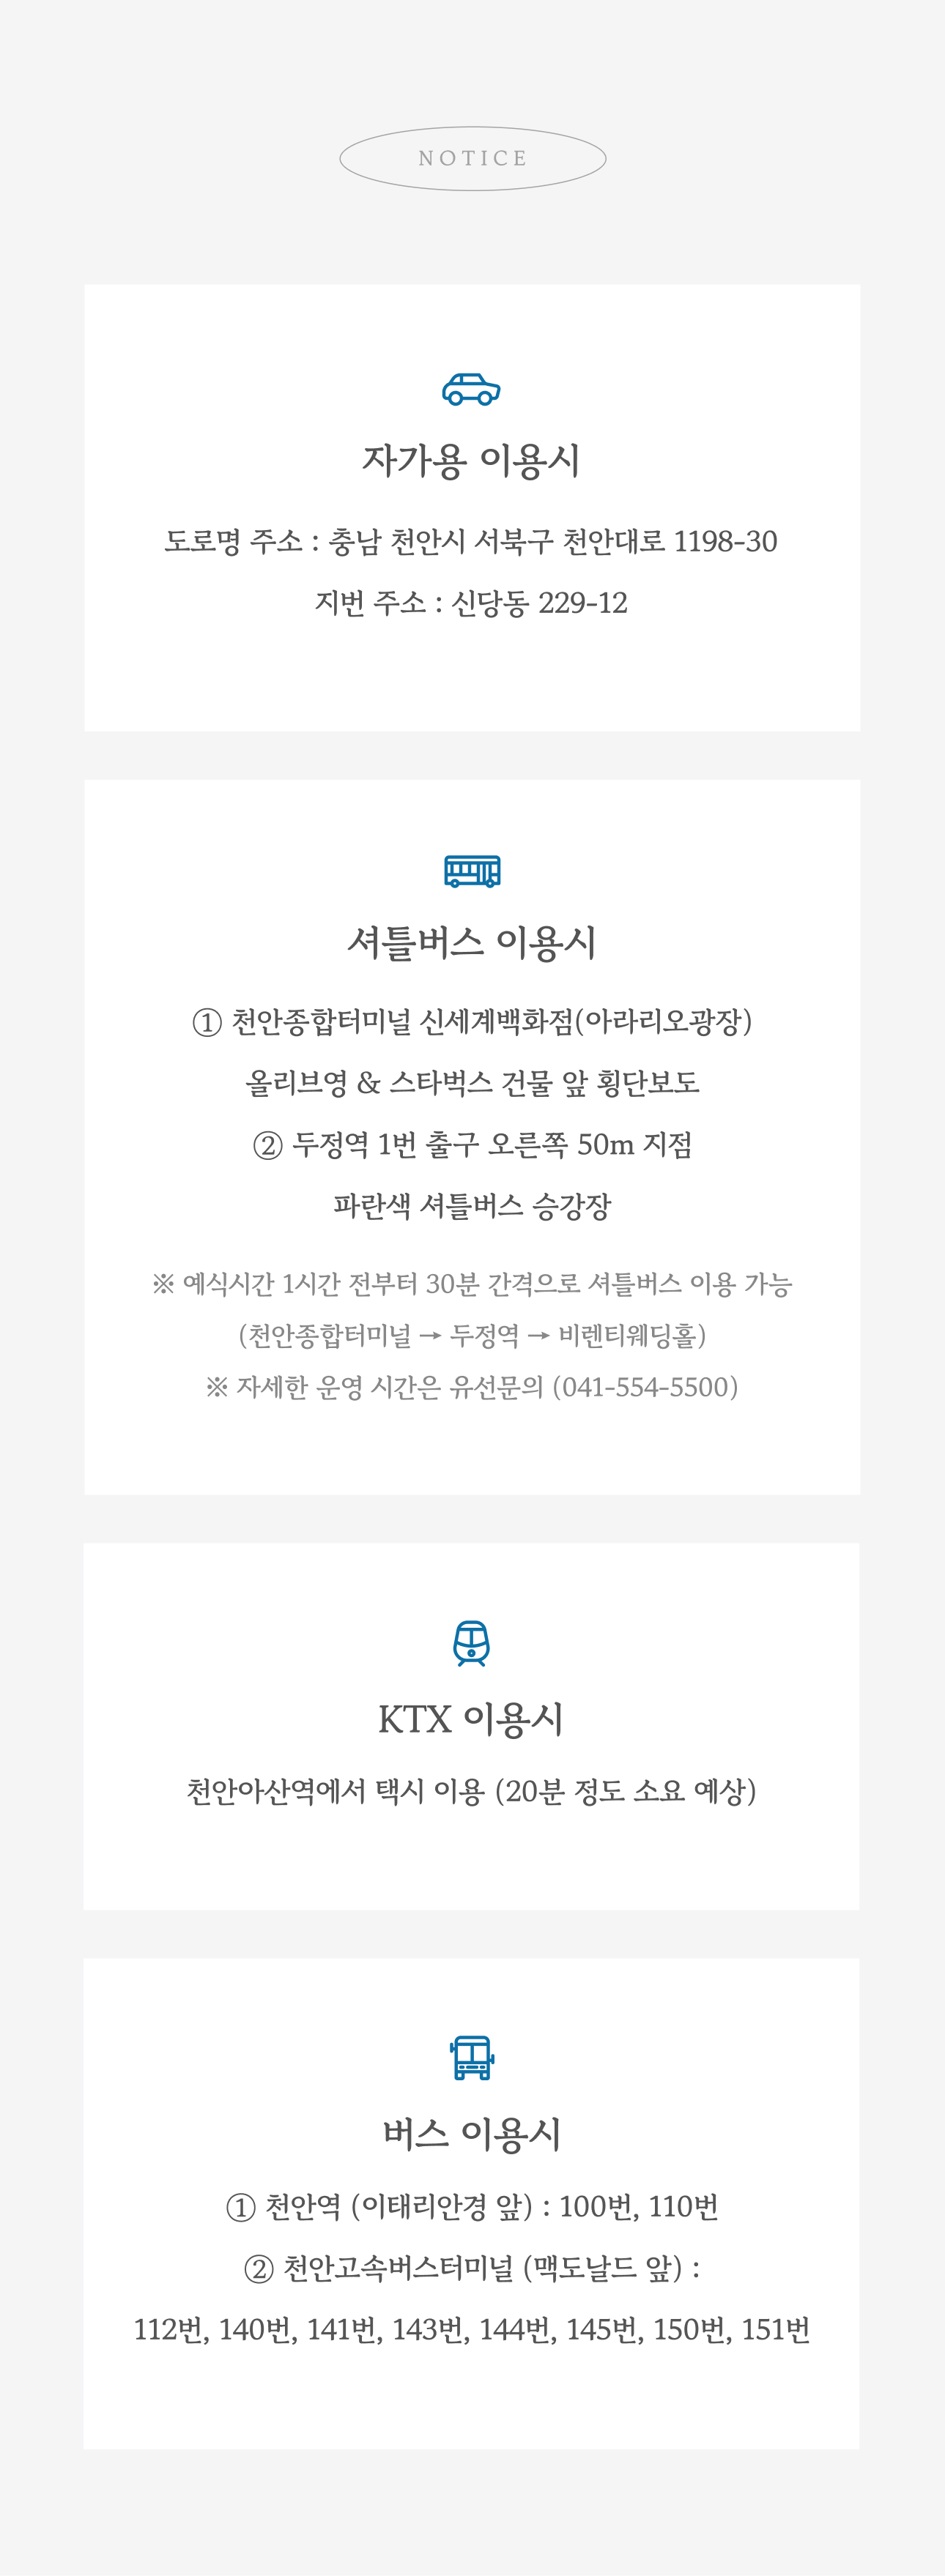 NOTICE
자가용 이용시
도로명 주소 : 충남 천안시 서북구 천안대로 1198-30
지번 주소 : 신당동 229-12
셔틀버스 이용시
① 천안종합터미널 신세계백화점(아라리오광장)
올리브영 & 스타벅스 건물 앞 횡단보도
② 두정역 1번 출구 오른쪽 50m 지점
파란색 셔틀버스 승강장
※ 예식시간 1시간 전부터 30분 간격으로 셔틀버스 이용 가능
(천안종합터미널 → 두정역 → 비렌티웨딩홀)
※ 자세한 운영 시간은 유선문의 (041-554-5500)
KTX 이용시
천안아산역에서 택시 이용 (20분 정도 소요 예상)
버스 이용시
① 천안역 (이태리안경 앞) : 100번, 110번
② 천안고속버스터미널 (맥도날드 앞) :
112번, 140번, 141번, 143번, 144번, 145번, 150번, 151번